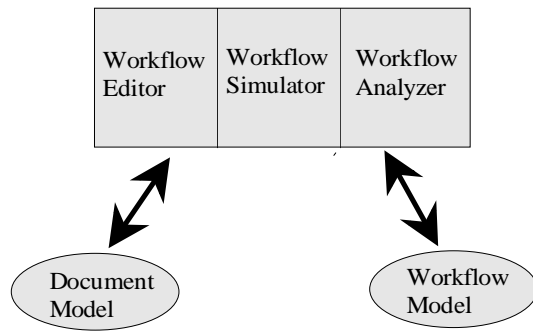 Workflow Editor
Workflow Simulator
Workflow Analyzer
Document Model
Workflow Model